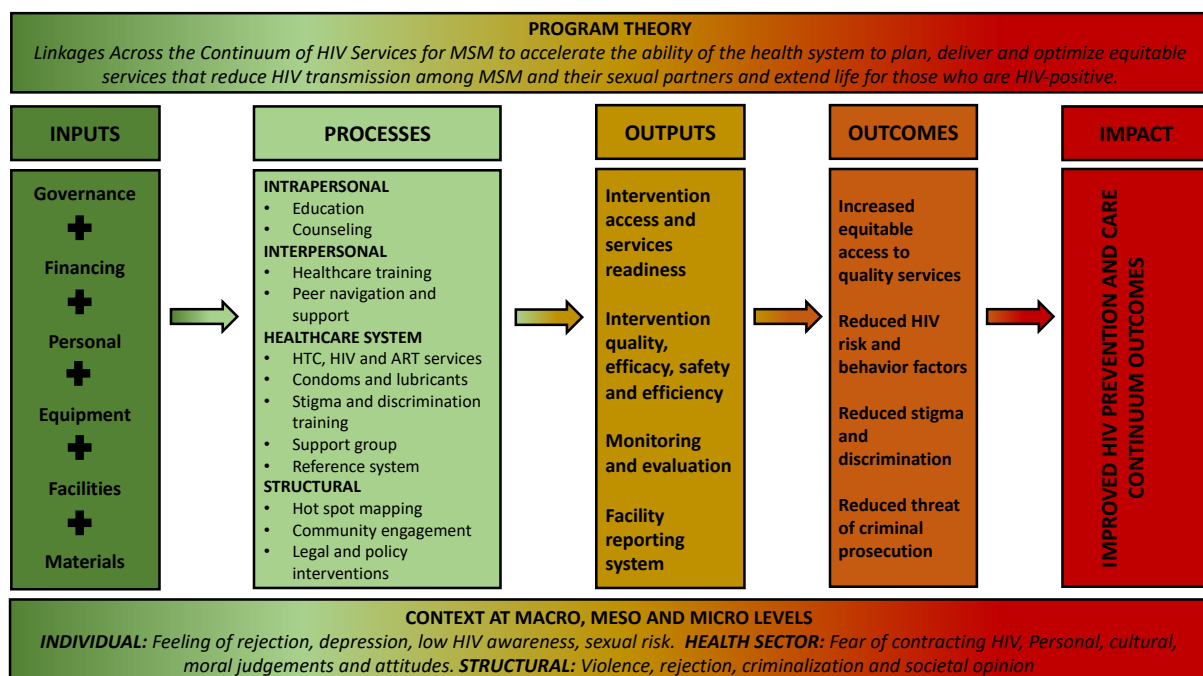 PROGRAM THEORY
Linkages Across the Continuum of HIV Services for MSM to accelerate the ability of the health system to plan, deliver and optimize equitable
services that reduce HIV transmission among MSM and their sexual partners and extend life for those who are HIV-positive.
INPUTS
Governance
Financing
Personal
Equipment
Facilities
Materials
PROCESSES
INTRAPERSONAL
• Education
• Counseling
INTERPERSONAL
• Healthcare training
• Peer navigation and
support
HEALTHCARE SYSTEM
• HTC, HIV and ART services
• Condoms and lubricants
• Stigma and discrimination
training
• Support group
• Reference system
STRUCTURAL
• Hot spot mapping
• Community engagement
• Legal and policy
interventions
OUTPUTS
Intervention
access and
services
readiness
Intervention
quality,
efficacy, safety
and efficiency
Monitoring
and evaluation
Facility
reporting
system
OUTCOMES
Increased
equitable
access to
quality services
Reduced HIV
risk and
behavior factors
Reduced stigma
and
discrimination
Reduced threat
of criminal
prosecution
IMPACT
IMPROVED HIV PREVENTION AND CARE
CONTINUUM OUTCOMES
CONTEXT AT MACRO, MESO AND MICRO LEVELS
INDIVIDUAL: Feeling of rejection, depression, low HIV awareness, sexual risk. HEALTH SECTOR: Fear of contracting HIV, Personal, cultural,
moral judgements and attitudes. STRUCTURAL: Violence, rejection, criminalization and societal opinion